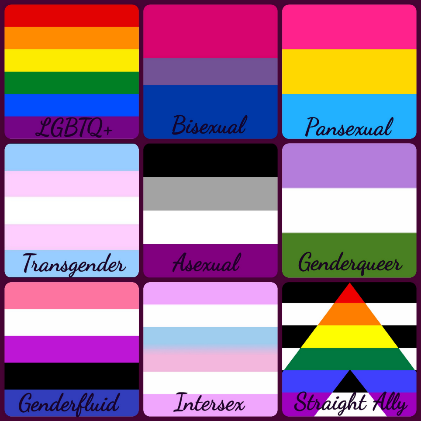 LGBTQ+
Bisexual
Pansexual
Transgender
Asexual
Genderqueer
Genderfluid
Intersex
Straight Ally